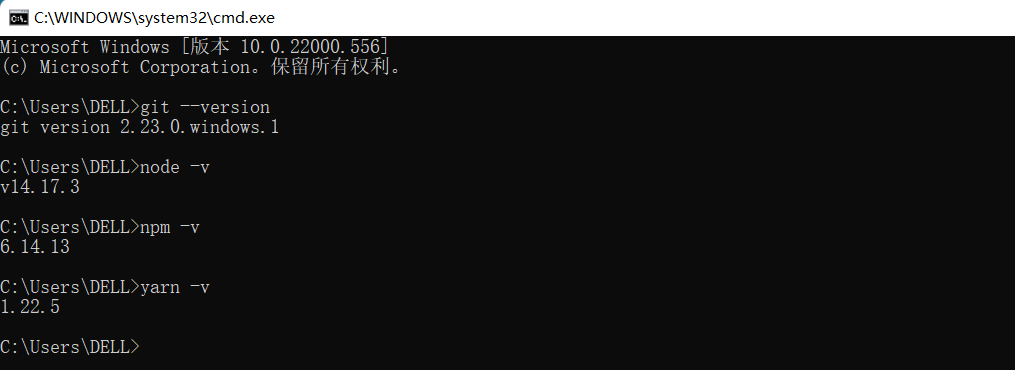 C:\WINDOWS\system32\cmd.exe
Microsoft Windows [版本 10.0.22000.556]
(c) Microsoft Corporation。保留所有权利。
C:\Users\DELL>git --version
git version 2.23.0.windows.1
C:\Users\DELL>node -v
v14.17.3
C:\Users\DELL>npm -v
6.14.13
C:\Users\DELL>yarn -v
1.22.5
C:\Users\DELL>